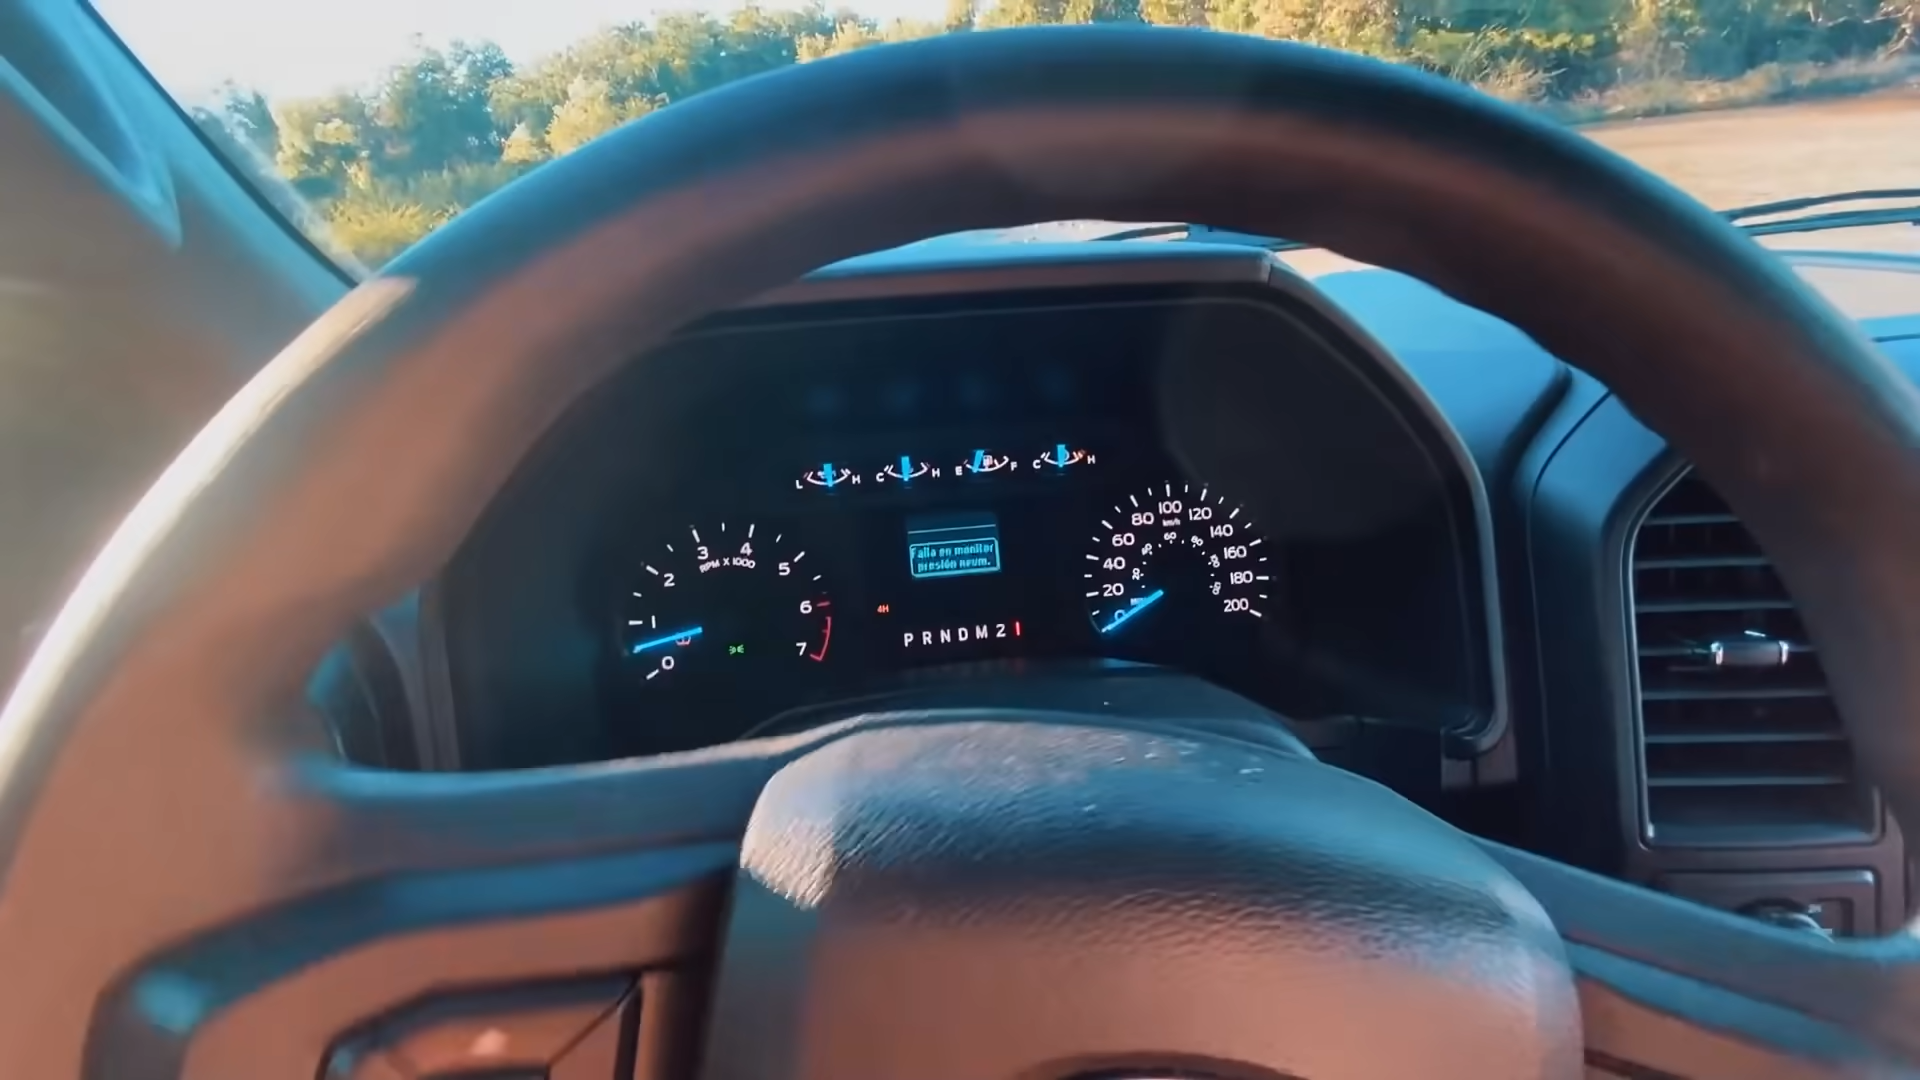 L H C H E F C H
Falla en monitor
presión neum.
0 1 2 3 4 5 6 7
RPM X 1000
4H
P R N D M 2 1
0 20 40 60 80 100 120 140 160 180 200
km/h